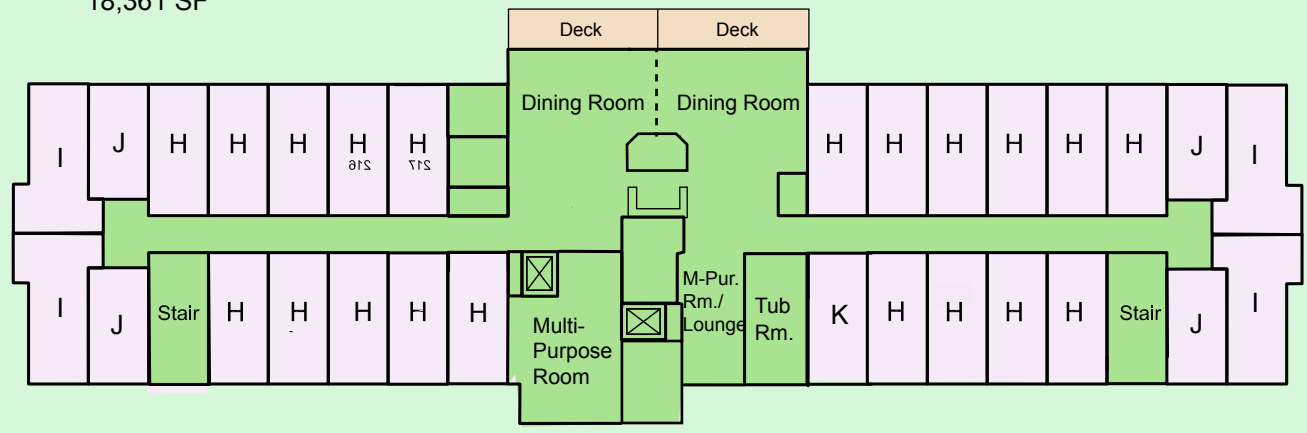 18,361 SF
Deck Deck
Dining Room Dining Room
I J H H H H H H H H H H H J I
216 217
I J Stair H H H H H
Multi-
Purpose
Room
M-Pur.
Rm./
Lounge
Tub
Rm.
K H H H H Stair J I